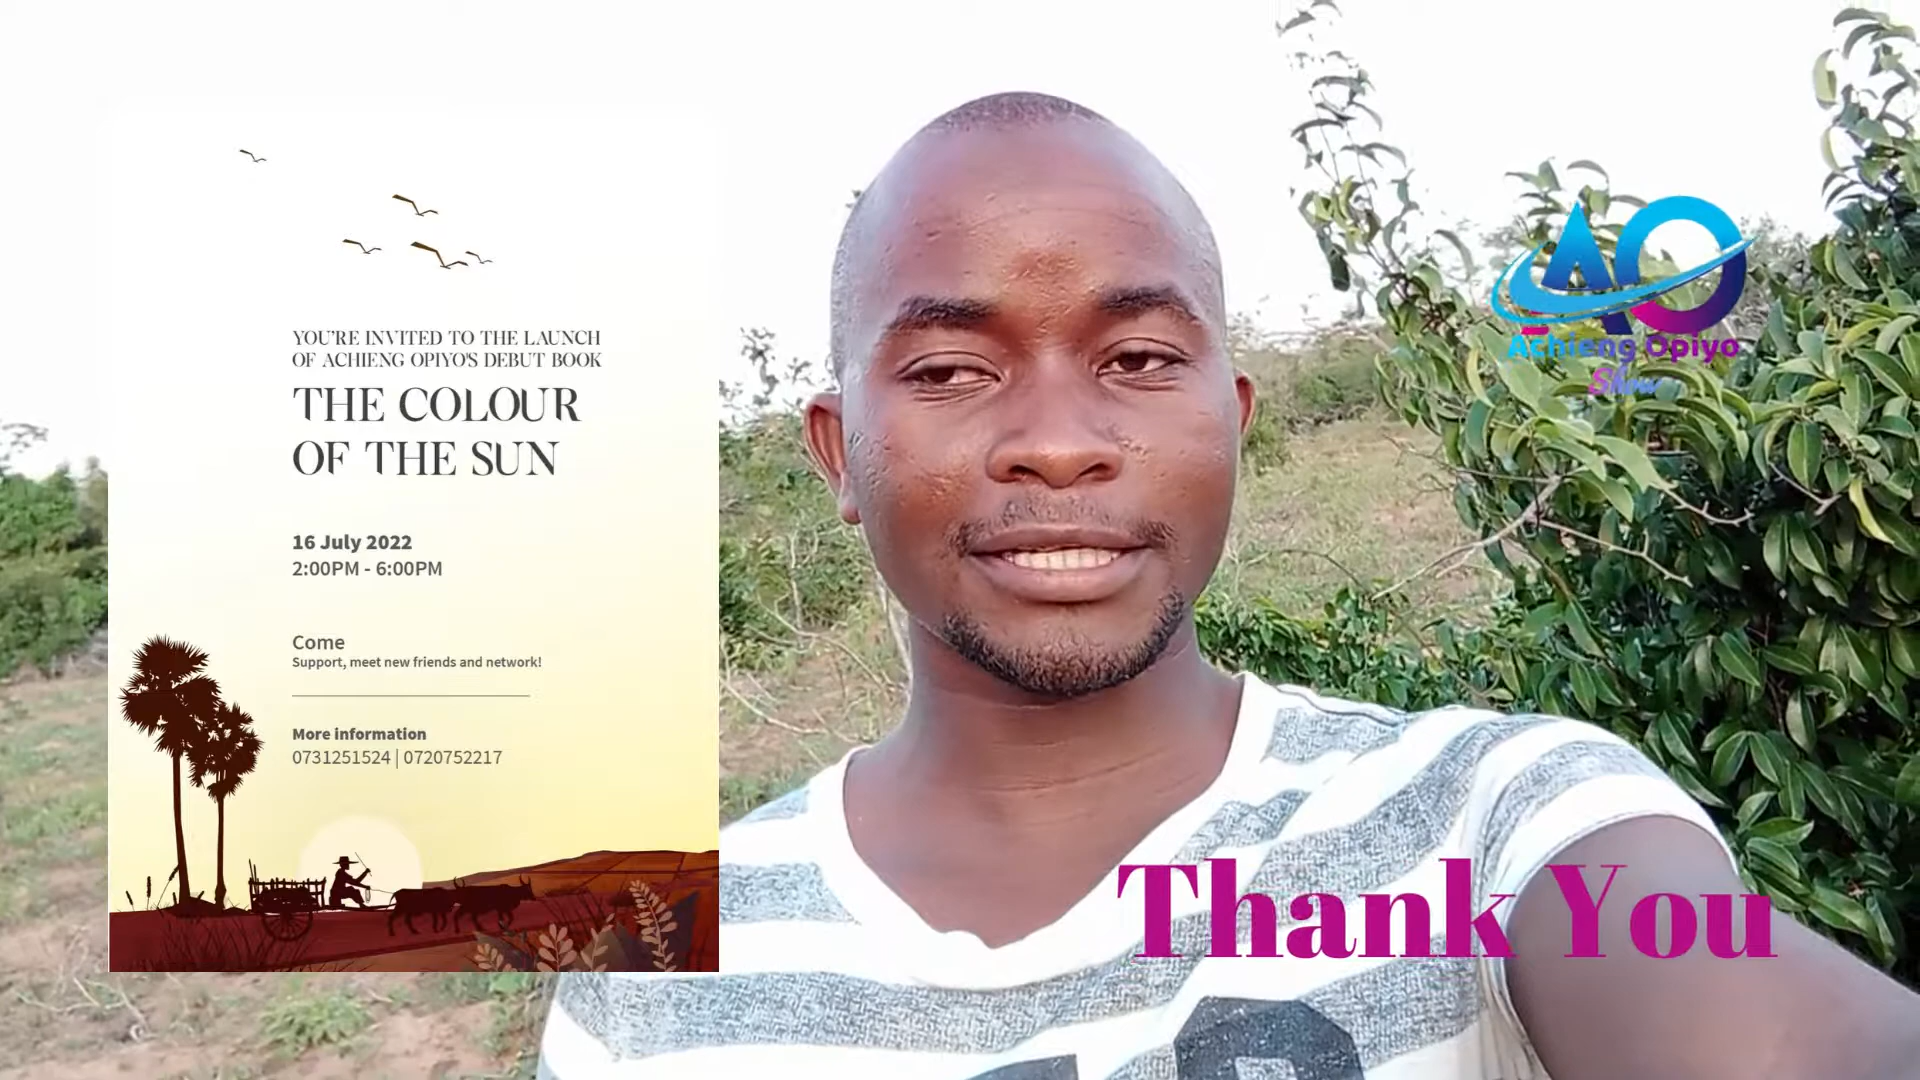 YOU'RE INVITED TO THE LAUNCH
OF ACHIENG OPIYO'S DEBUT BOOK
THE COLOUR
OF THE SUN
16 July 2022
2:00PM - 6:00PM
Come
Support, meet new friends and network!
More information
0731251524 | 0720752217
AO
Achieng Opiyo
Show
Thank You